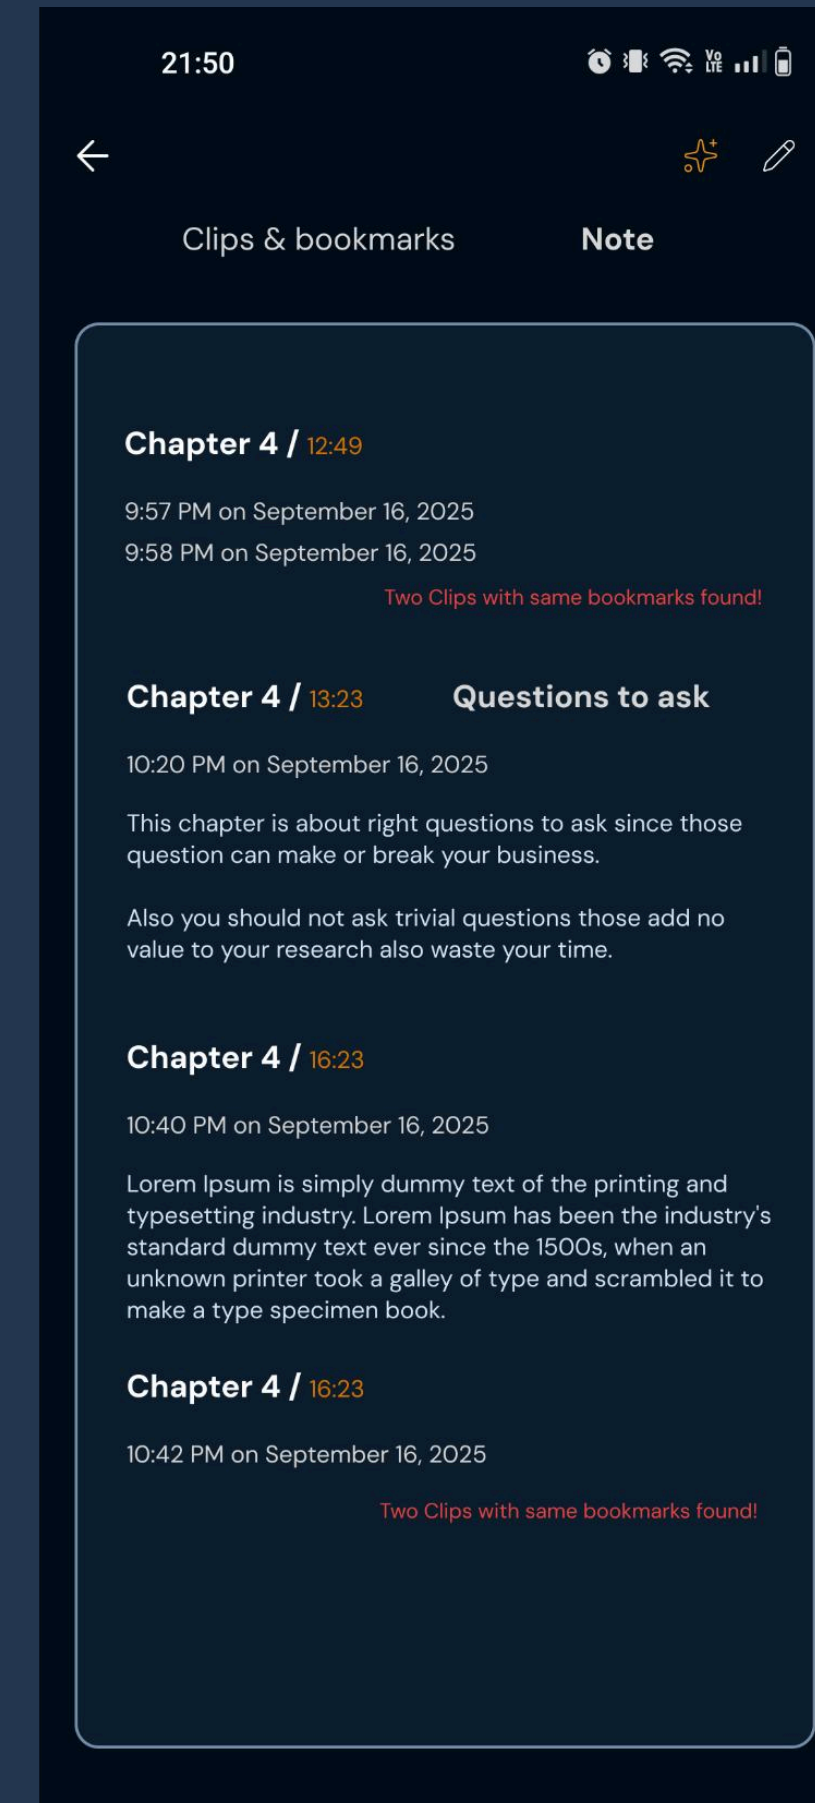 21:50
Vo LTE
Clips & bookmarks Note
Chapter 4 / 12:49
9:57 PM on September 16, 2025
9:58 PM on September 16, 2025
Two Clips with same bookmarks found!
Chapter 4 / 13:23 Questions to ask
10:20 PM on September 16, 2025
This chapter is about right questions to ask since those
question can make or break your business.
Also you should not ask trivial questions those add no
value to your research also waste your time.
Chapter 4 / 16:23
10:40 PM on September 16, 2025
Lorem Ipsum is simply dummy text of the printing and
typesetting industry. Lorem Ipsum has been the industry's
standard dummy text ever since the 1500s, when an
unknown printer took a galley of type and scrambled it to
make a type specimen book.
Chapter 4 / 16:23
10:42 PM on September 16, 2025
Two Clips with same bookmarks found!